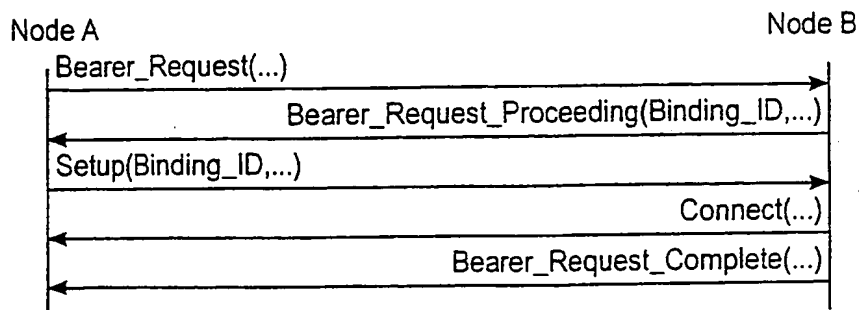 Node A
Node B
Bearer_Request(...)
Bearer_Request_Proceeding(Binding_ID,...)
Setup(Binding_ID,...)
Connect(...)
Bearer_Request_Complete(...)